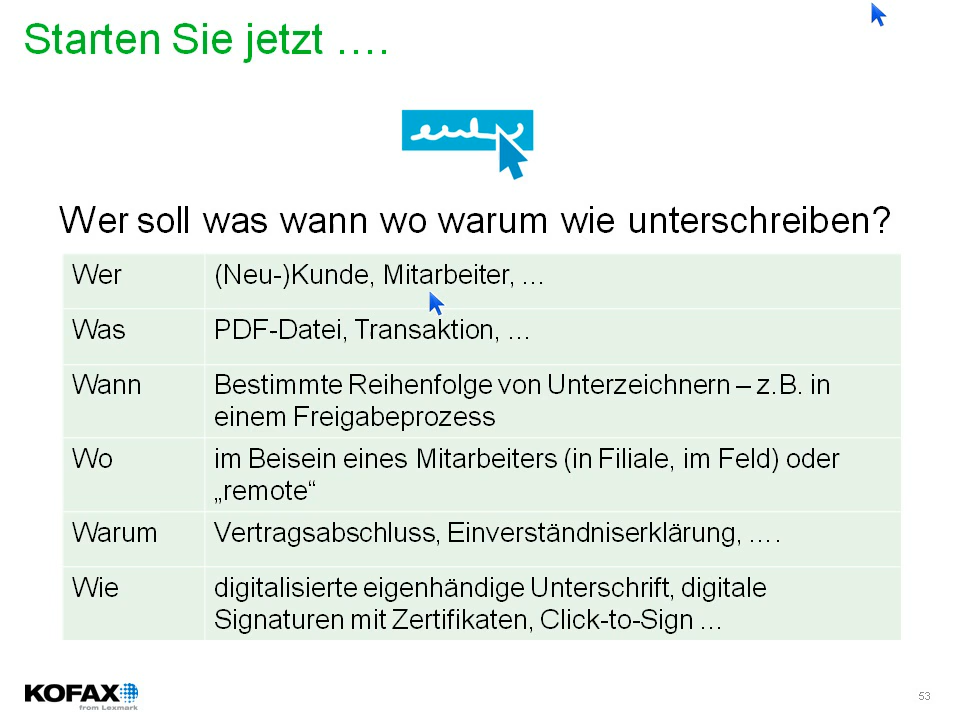 Starten Sie jetzt ….
Wer soll was wann wo warum wie unterschreiben?
Wer (Neu-)Kunde, Mitarbeiter, …
Was PDF-Datei, Transaktion, …
Wann Bestimmte Reihenfolge von Unterzeichnern – z.B. in
einem Freigabeprozess
Wo im Beisein eines Mitarbeiters (in Filiale, im Feld) oder
„remote“
Warum Vertragsabschluss, Einverständniserklärung, ….
Wie digitalisierte eigenhändige Unterschrift, digitale
Signaturen mit Zertifikaten, Click-to-Sign …
KOFAX
from Lexmark
53